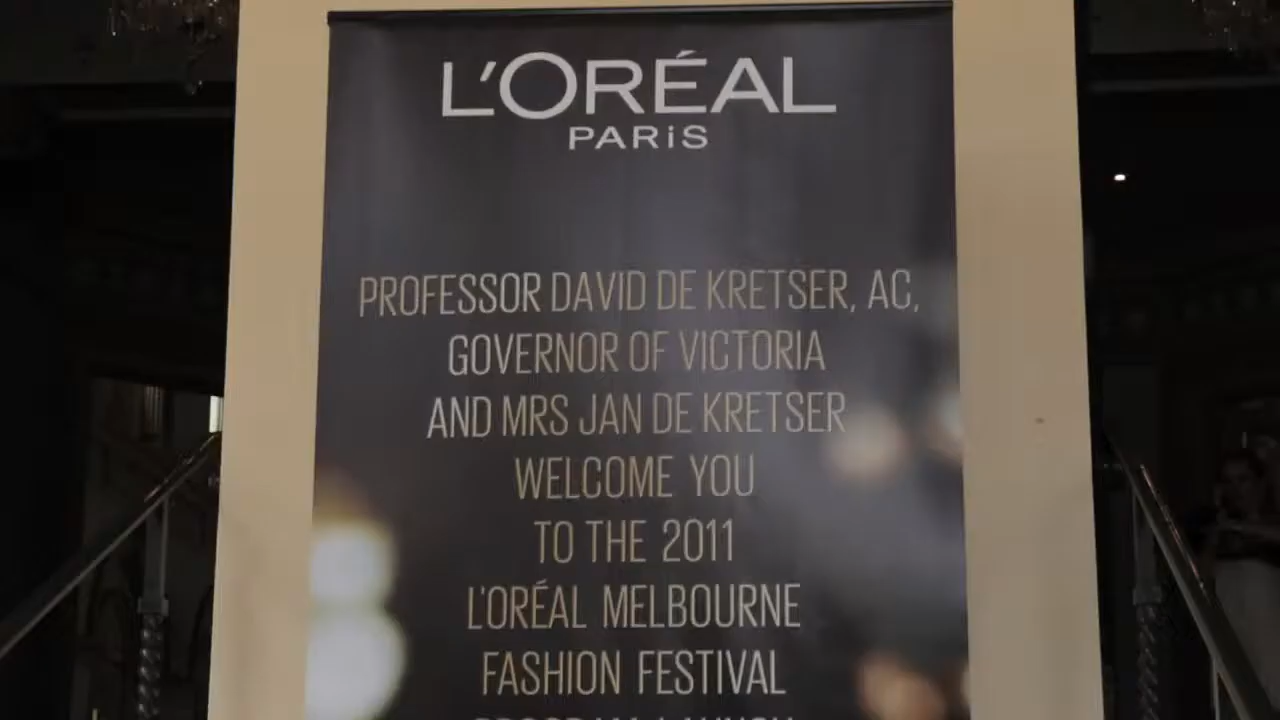 L'ORÉAL
PARiS
PROFESSOR DAVID DE KRETSER, AC,
GOVERNOR OF VICTORIA
AND MRS JAN DE KRETSER
WELCOME YOU
TO THE 2011
L'ORÉAL MELBOURNE
FASHION FESTIVAL